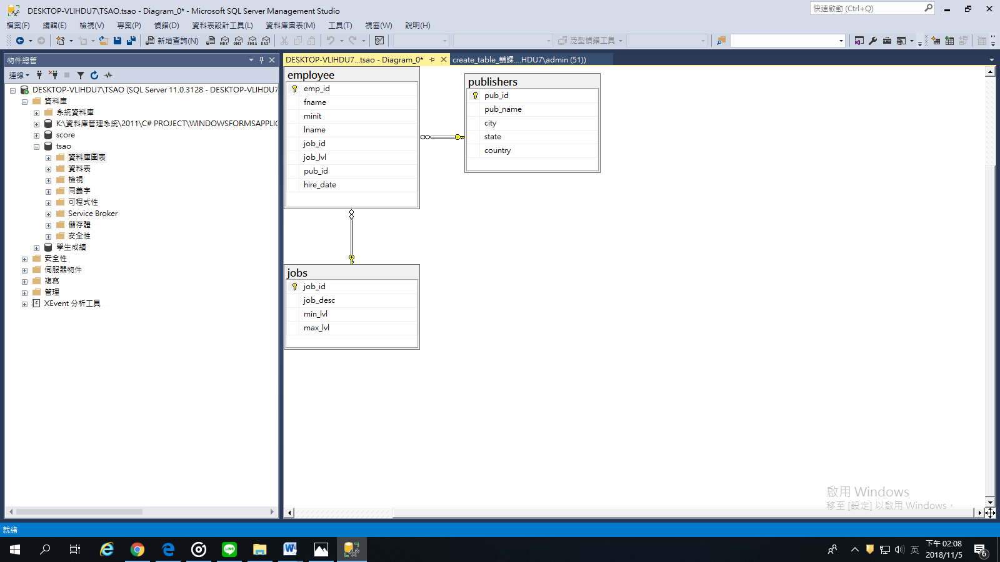 DESKTOP-VLIHDU7\TSAO.tsao - Diagram_0* - Microsoft SQL Server Management Studio
快速啟動 (Ctrl+Q)
檔案(F) 編輯(E) 檢視(V) 專案(P) 偵錯(D) 資料表設計工具(L) 資料庫圖表(M) 工具(T) 視窗(W) 說明(H)
新增查詢(N) MDX DMX XMLA DAX 泛型偵錯工具
物件總管
DESKTOP-VLIHDU7...tsao - Diagram_0* create_table_輔課....HDU7\admin (51))
連線
DESKTOP-VLIHDU7\TSAO (SQL Server 11.0.3128 - DESKTOP-VLIHDU7
資料庫
系統資料庫
K:\資料庫管理系統\2011\C# PROJECT\WINDOWSFORMSAPPLIC
score
tsao
資料庫圖表
資料表
檢視
同義字
可程式性
Service Broker
儲存體
安全性
學生成績
安全性
伺服器物件
複寫
管理
XEvent 分析工具
employee
emp_id
fname
minit
lname
job_id
job_lvl
pub_id
hire_date
publishers
pub_id
pub_name
city
state
country
jobs
job_id
job_desc
min_lvl
max_lvl
啟用 Windows
移至 [設定] 以啟用 Windows。
就緒
LINE
英
下午 02:08
2018/11/5
6